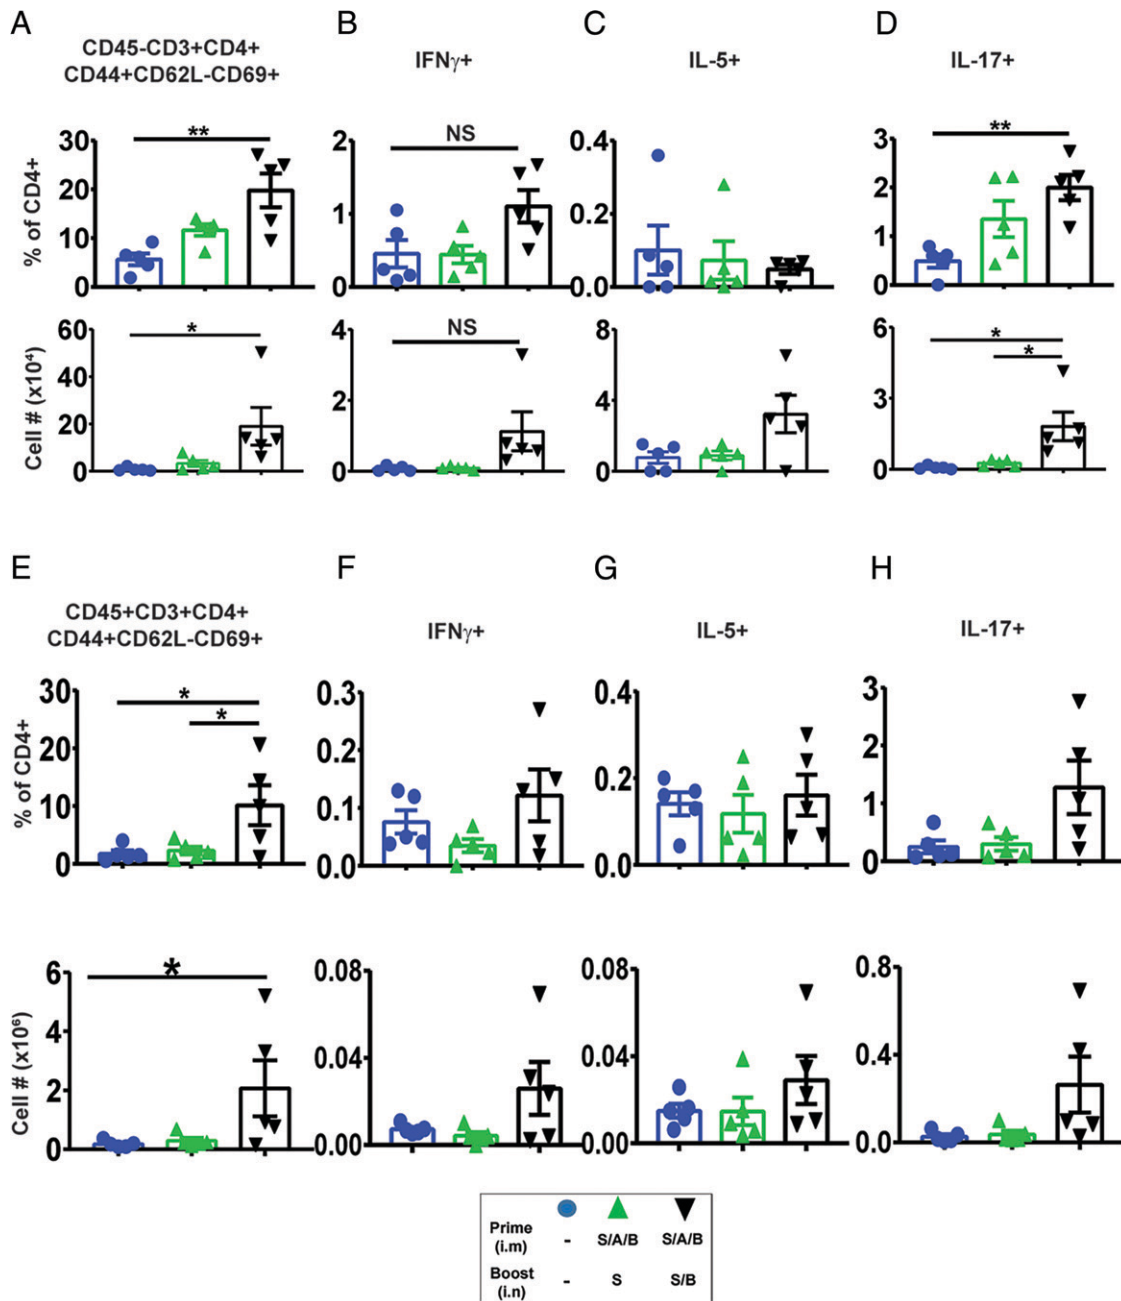 A
B
C
D
CD45-CD3+CD4+
CD44+CD62L-CD69+
IFNγ+
IL-5+
IL-17+
% of CD4+
30
20
10
0
**
2
1
0
NS
0.4
0.2
0.0
3
2
1
0
**
Cell # (x10⁴)
60
40
20
0
*
4
2
0
NS
8
4
0
6
3
0
*
*
E
F
G
H
CD45+CD3+CD4+
CD44+CD62L-CD69+
IFNγ+
IL-5+
IL-17+
% of CD4+
30
20
10
0
*
*
0.3
0.2
0.1
0.0
0.4
0.2
0.0
3
2
1
0
Cell # (x10⁶)
6
4
2
0
*
0.08
0.04
0.00
0.08
0.04
0.00
0.8
0.4
0.0
Prime
(i.m)
- S/A/B S/A/B
Boost
(i.n)
- S S/B